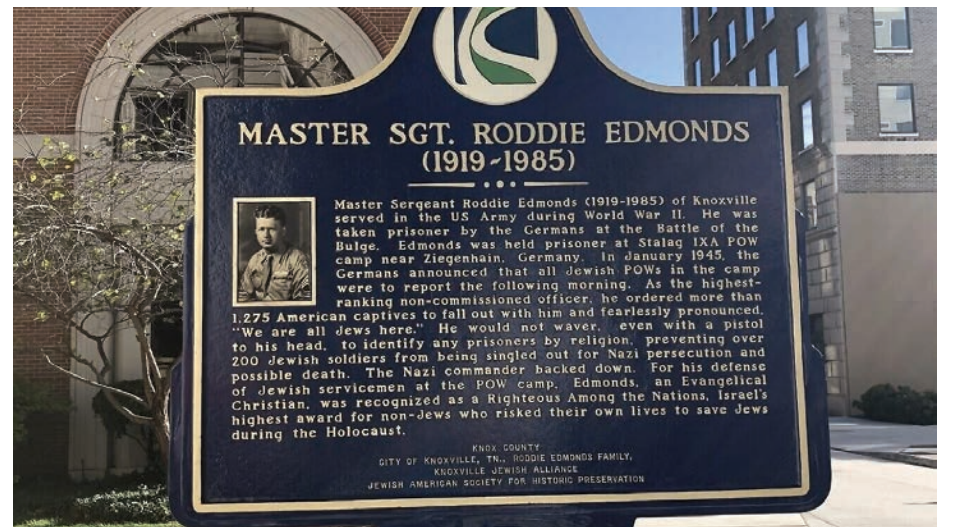 MASTER SGT. RODDIE EDMONDS
(1919-1985)
Master Sergeant Roddie Edmonds (1919-1985) of Knoxville
served in the US Army during World War II. He was
taken prisoner by the Germans at the Battle of the
Bulge. Edmonds was held prisoner at Stalag IXA POW
camp near Ziegenhain, Germany. In January 1945, the
Germans announced that all Jewish POWs in the camp
were to report the following morning. As the highest-
ranking non-commissioned officer, he ordered more than
1,275 American captives to fall out with him and fearlessly pronounced,
"We are all Jews here." He would not waver, even with a pistol
to his head, to identify any prisoners by religion, preventing over
200 Jewish soldiers from being singled out for Nazi persecution and
possible death. The Nazi commander backed down. For his defense
of Jewish servicemen at the POW camp, Edmonds, an Evangelical
Christian, was recognized as a Righteous Among the Nations, Israel's
highest award for non-Jews who risked their own lives to save Jews
during the Holocaust.
KNOX COUNTY
CITY OF KNOXVILLE, TN., RODDIE EDMONDS FAMILY,
KNOXVILLE JEWISH ALLIANCE
JEWISH AMERICAN SOCIETY FOR HISTORIC PRESERVATION